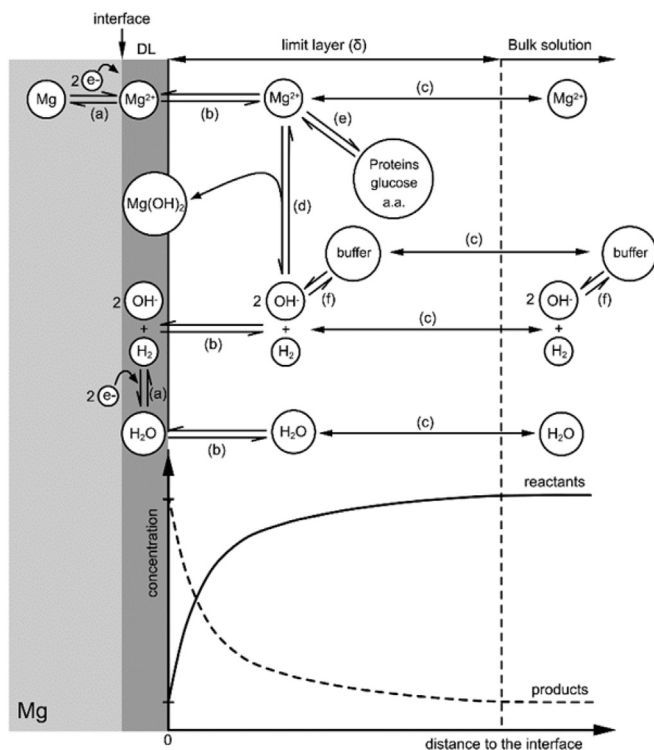 interface
DL
limit layer (δ)
Bulk solution
2 e-
Mg
(a)
Mg²⁺
(b)
Mg²⁺
(c)
Mg²⁺
(e)
Proteins
glucose
a.a.
Mg(OH)₂
(d)
buffer
(c)
buffer
(f)
(f)
2 OH-
2 OH-
2 OH-
+
+
+
(b)
(c)
H₂
H₂
H₂
2 e-
(a)
H₂O
(b)
H₂O
(c)
H₂O
reactants
concentration
products
Mg
0
distance to the interface